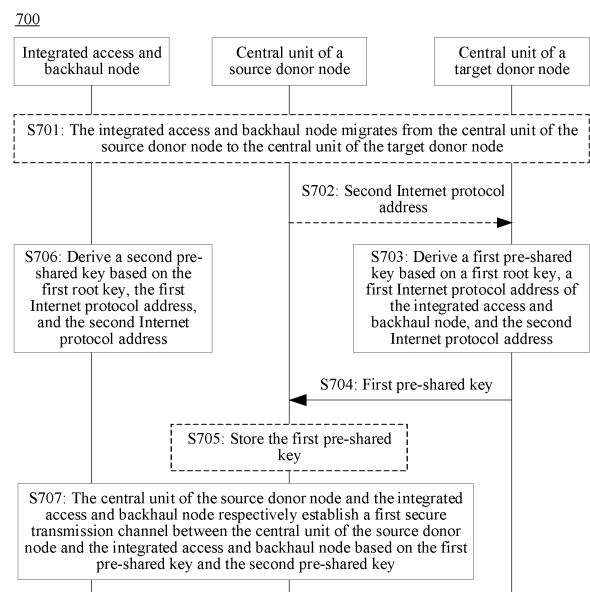 700
Integrated access and
backhaul node
Central unit of a
source donor node
Central unit of a
target donor node
S701: The integrated access and backhaul node migrates from the central unit of the
source donor node to the central unit of the target donor node
S702: Second Internet protocol
address
S706: Derive a second pre-
shared key based on the
first root key, the first
Internet protocol address,
and the second Internet
protocol address
S703: Derive a first pre-shared
key based on a first root key, a
first Internet protocol address of
the integrated access and
backhaul node, and the second
Internet protocol address
S704: First pre-shared key
S705: Store the first pre-shared
key
S707: The central unit of the source donor node and the integrated
access and backhaul node respectively establish a first secure
transmission channel between the central unit of the source donor
node and the integrated access and backhaul node based on the first
pre-shared key and the second pre-shared key